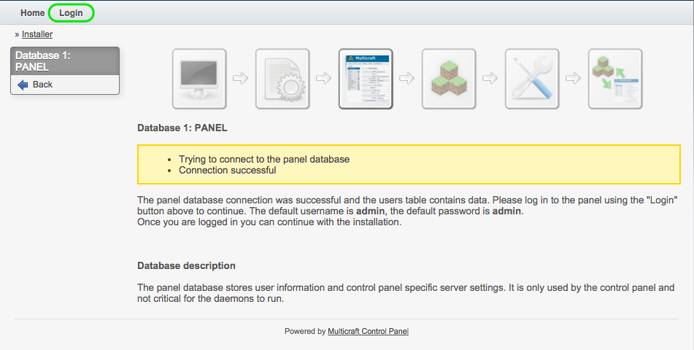 Home Login
» Installer
Database 1:
PANEL
Back
Multicraft
Database 1: PANEL
• Trying to connect to the panel database
• Connection successful
The panel database connection was successful and the users table contains data. Please log in to the panel using the "Login"
button above to continue. The default username is admin, the default password is admin.
Once you are logged in you can continue with the installation.
Database description
The panel database stores user information and control panel specific server settings. It is only used by the control panel and
not critical for the daemons to run.
Powered by Multicraft Control Panel